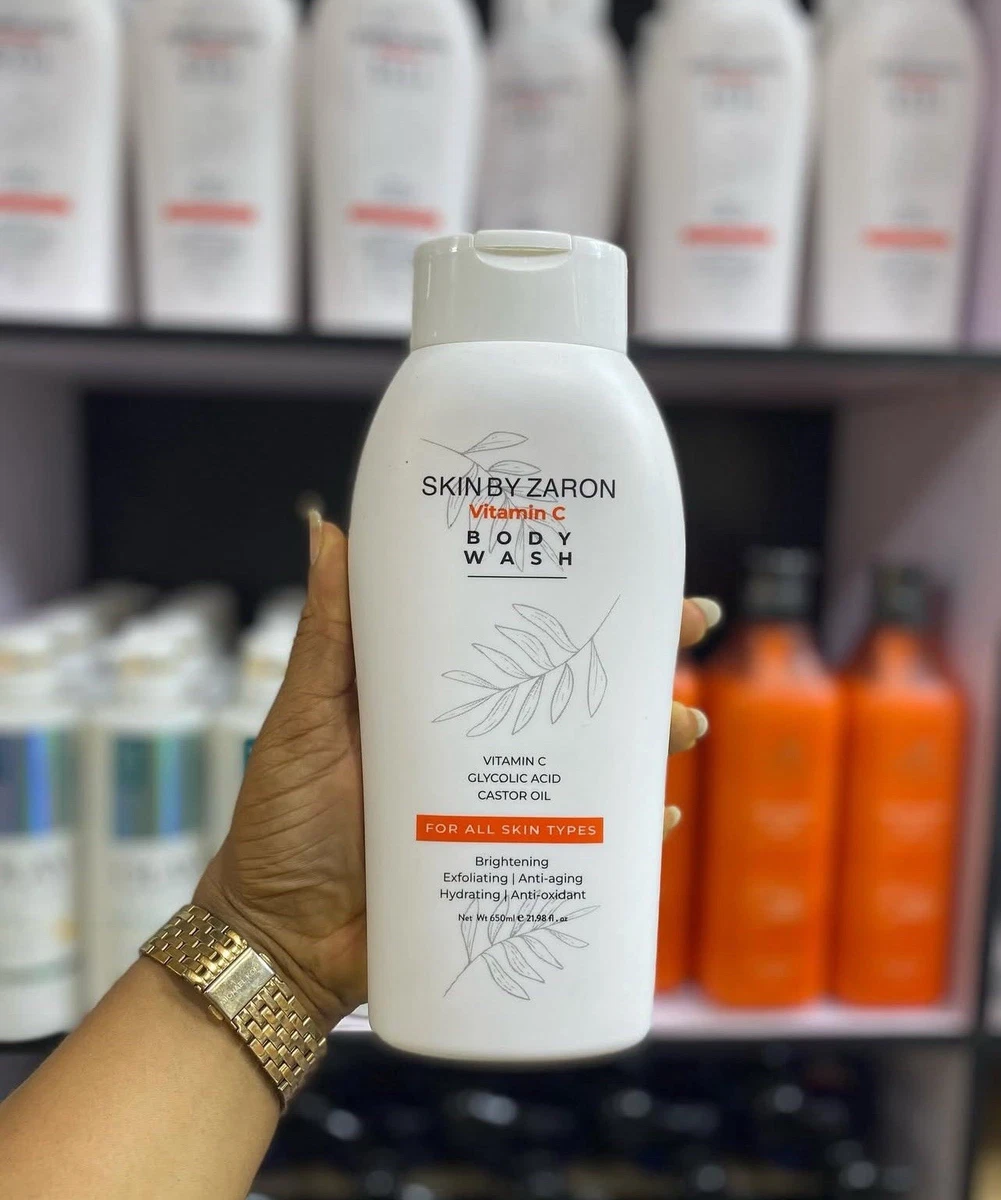 SKIN BY ZARON
Vitamin C
BODY
WASH
VITAMIN C
GLYCOLIC ACID
CASTOR OIL
FOR ALL SKIN TYPES
Brightening
Exfoliating | Anti-aging
Hydrating | Anti-oxidant
Net Wt 650ml ℮ 21.98 fl. oz